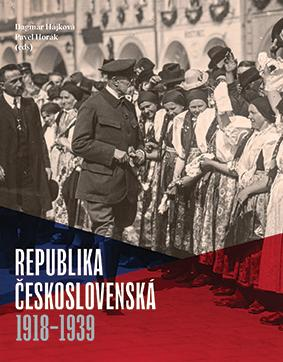 Dagmar Hájková
Pavel Horák
(eds)
REPUBLIKA
ČESKOSLOVENSKÁ
1918–1939